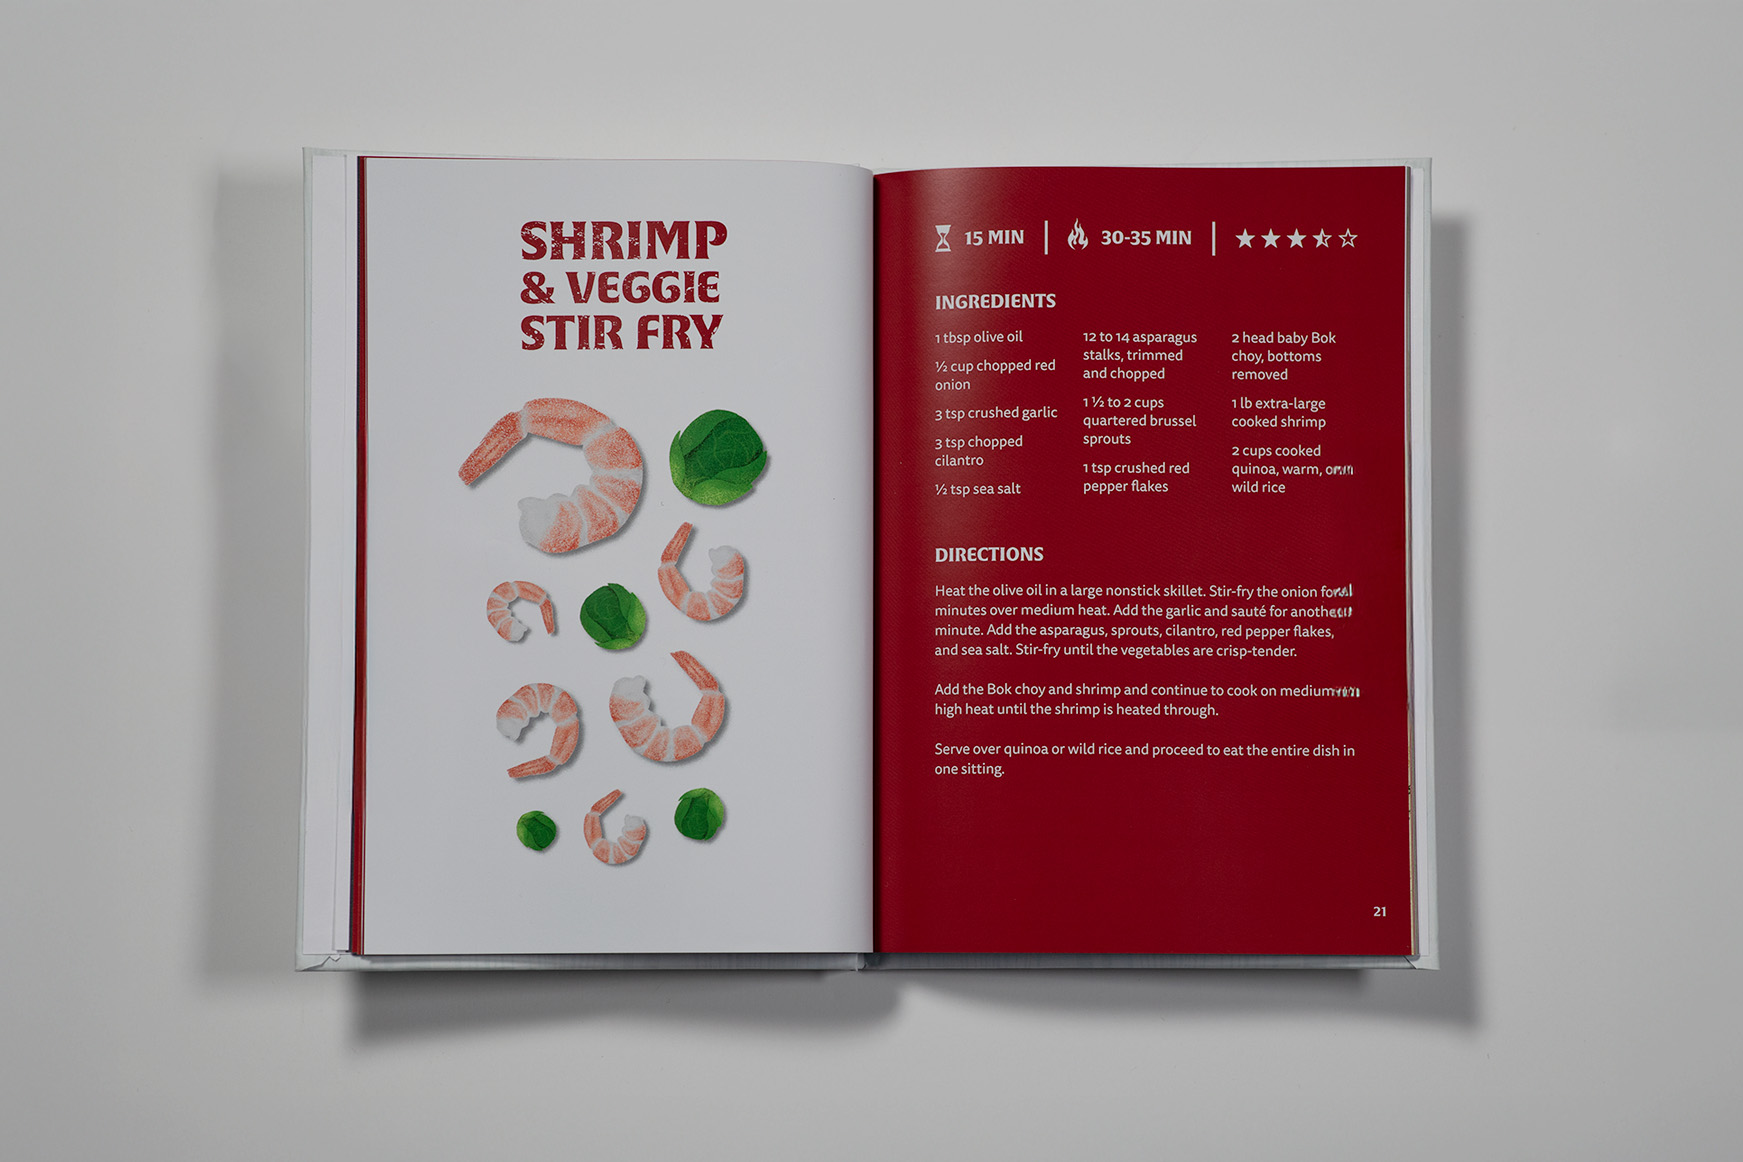 SHRIMP
& VEGGIE
STIR FRY
15 MIN
30-35 MIN
INGREDIENTS
1 tbsp olive oil
½ cup chopped red
onion
3 tsp crushed garlic
3 tsp chopped
cilantro
½ tsp sea salt
12 to 14 asparagus
stalks, trimmed
and chopped
1 ½ to 2 cups
quartered brussel
sprouts
1 tsp crushed red
pepper flakes
2 head baby Bok
choy, bottoms
removed
1 lb extra-large
cooked shrimp
2 cups cooked
quinoa, warm,
wild rice
DIRECTIONS
Heat the olive oil in a large nonstick skillet. Stir-fry the onion
minutes over medium heat. Add the garlic and sauté for
minute. Add the asparagus, sprouts, cilantro, red pepper flakes,
and sea salt. Stir-fry until the vegetables are crisp-tender.
Add the Bok choy and shrimp and continue to cook on medium
high heat until the shrimp is heated through.
Serve over quinoa or wild rice and proceed to eat the entire dish in
one sitting.
21